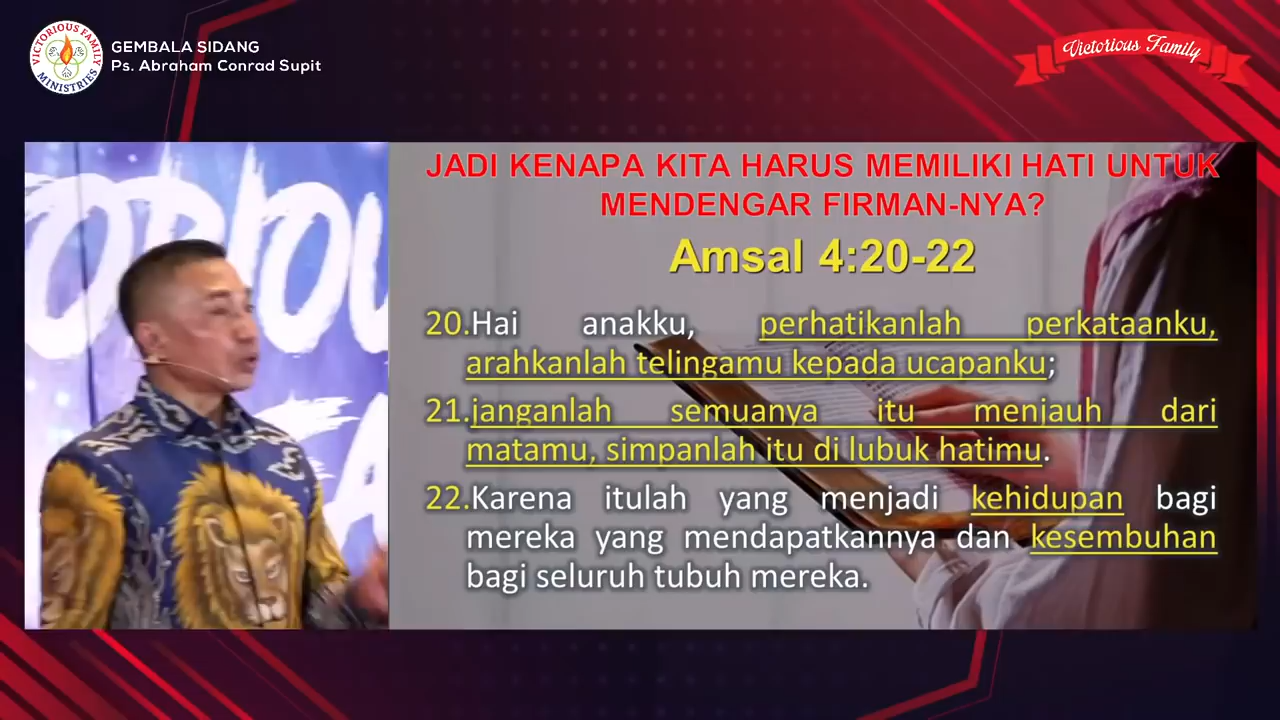 VICTORIOUS FAMILY
MINISTRIES
GEMBALA SIDANG
Ps. Abraham Conrad Supit
Victorious Family
JADI KENAPA KITA HARUS MEMILIKI HATI UNTUK
MENDENGAR FIRMAN-NYA?
Amsal 4:20-22
20.Hai anakku, perhatikanlah perkataanku,
arahkanlah telingamu kepada ucapanku;
21.janganlah semuanya itu menjauh dari
matamu, simpanlah itu di lubuk hatimu.
22.Karena itulah yang menjadi kehidupan bagi
mereka yang mendapatkannya dan kesembuhan
bagi seluruh tubuh mereka.